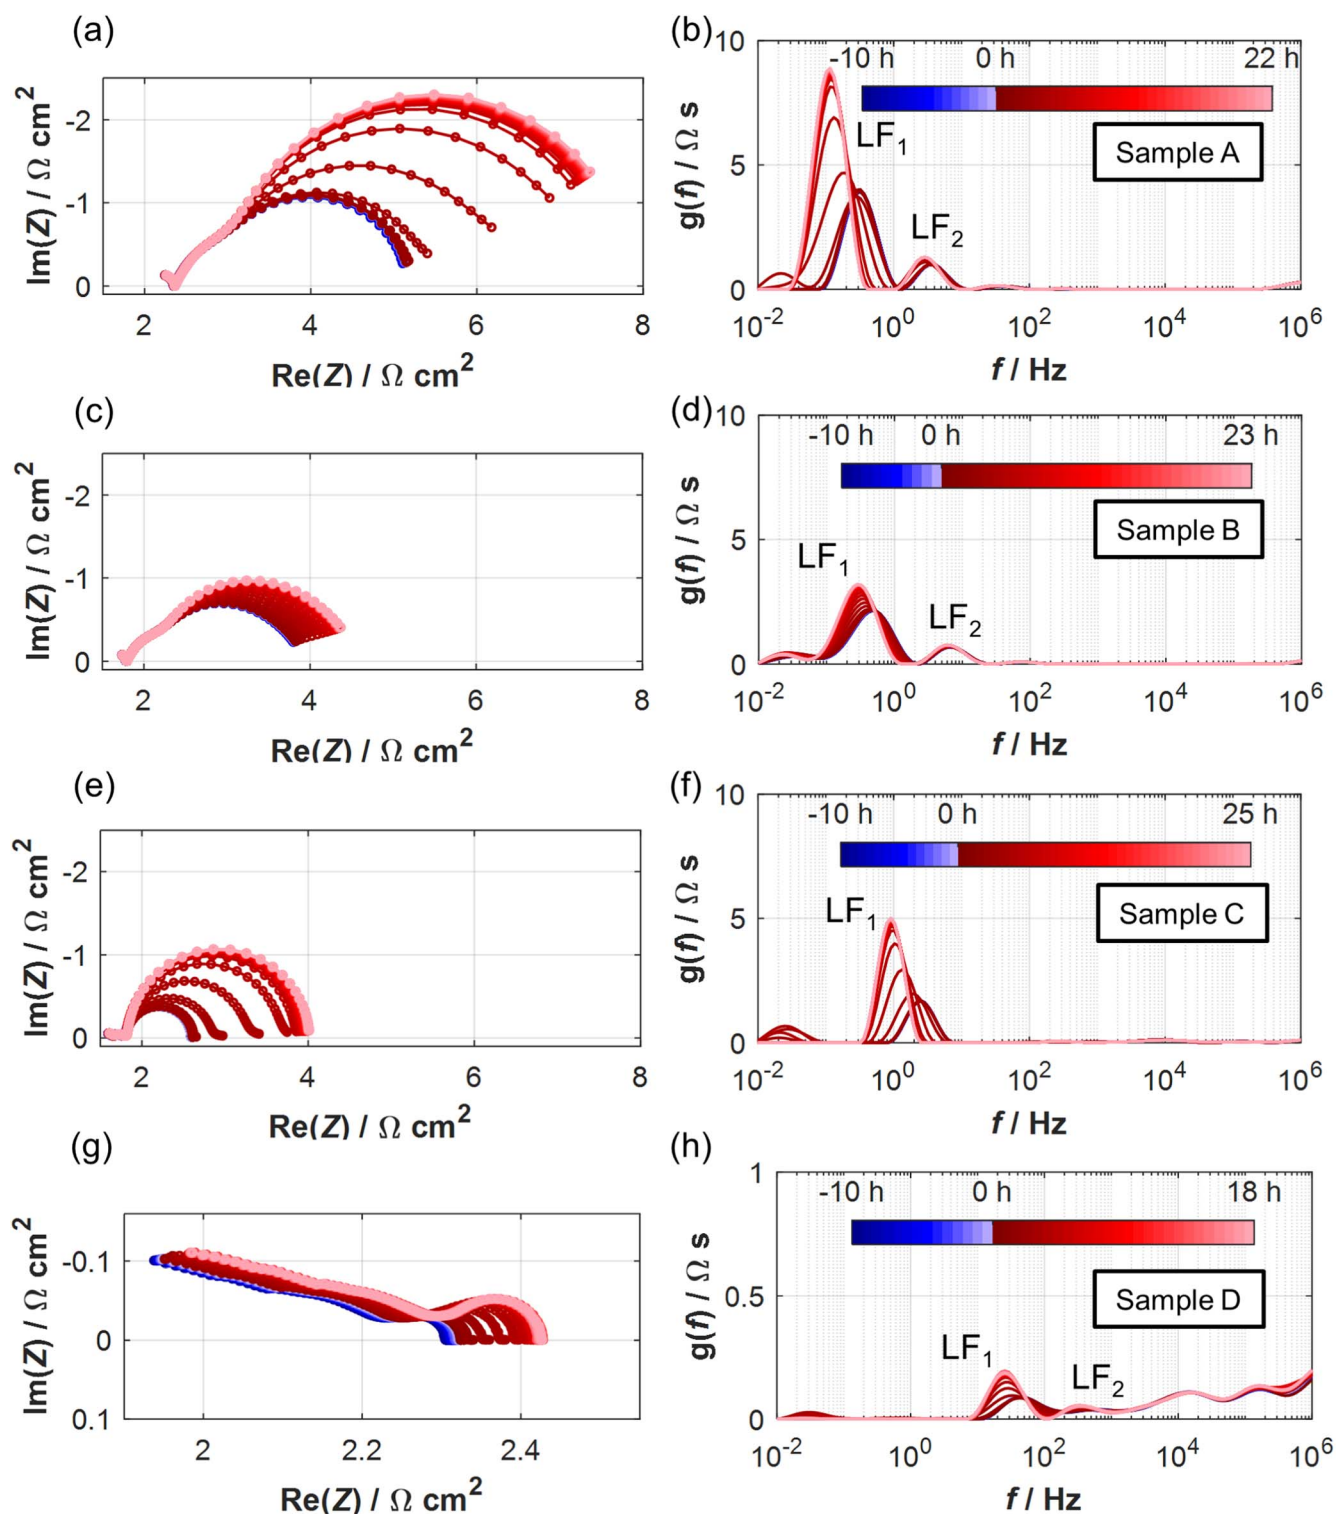 (a)
-2
-1
0
2 4 6 8
Im(Z) / Ω cm²
Re(Z) / Ω cm²
(b)
10
5
0
-10 h 0 h 22 h
LF₁
LF₂
Sample A
g(f) / Ω s
10⁻² 10⁰ 10² 10⁴ 10⁶
f / Hz
(c)
-2
-1
0
2 4 6 8
Im(Z) / Ω cm²
Re(Z) / Ω cm²
(d)
10
5
0
-10 h 0 h 23 h
LF₁
LF₂
Sample B
g(f) / Ω s
10⁻² 10⁰ 10² 10⁴ 10⁶
f / Hz
(e)
-2
-1
0
2 4 6 8
Im(Z) / Ω cm²
Re(Z) / Ω cm²
(f)
10
5
0
-10 h 0 h 25 h
LF₁
Sample C
g(f) / Ω s
10⁻² 10⁰ 10² 10⁴ 10⁶
f / Hz
(g)
-0.1
0
0.1
2 2.2 2.4
Im(Z) / Ω cm²
Re(Z) / Ω cm²
(h)
1
0.5
0
-10 h 0 h 18 h
LF₁
LF₂
Sample D
g(f) / Ω s
10⁻² 10⁰ 10² 10⁴ 10⁶
f / Hz